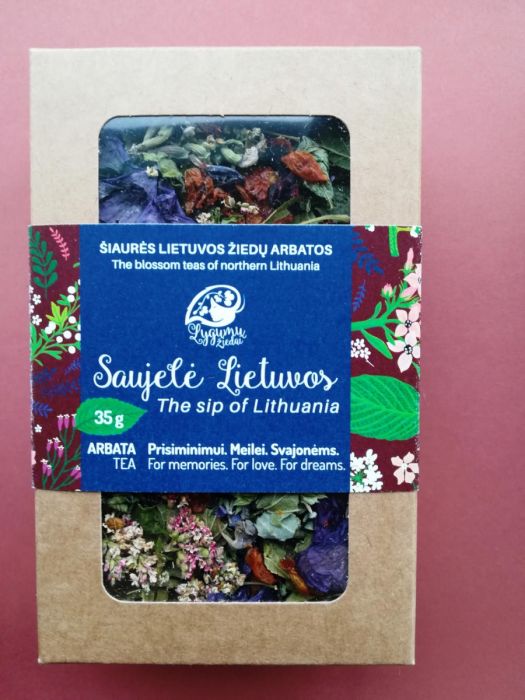 ŠIAURĖS LIETUVOS ŽIEDŲ ARBATOS
The blossom teas of northern Lithuania
Lygumų
Žiedai
Saujelė Lietuvos
The sip of Lithuania
35 g
ARBATA Prisiminimui. Meilei. Svajonėms.
TEA For memories. For love. For dreams.